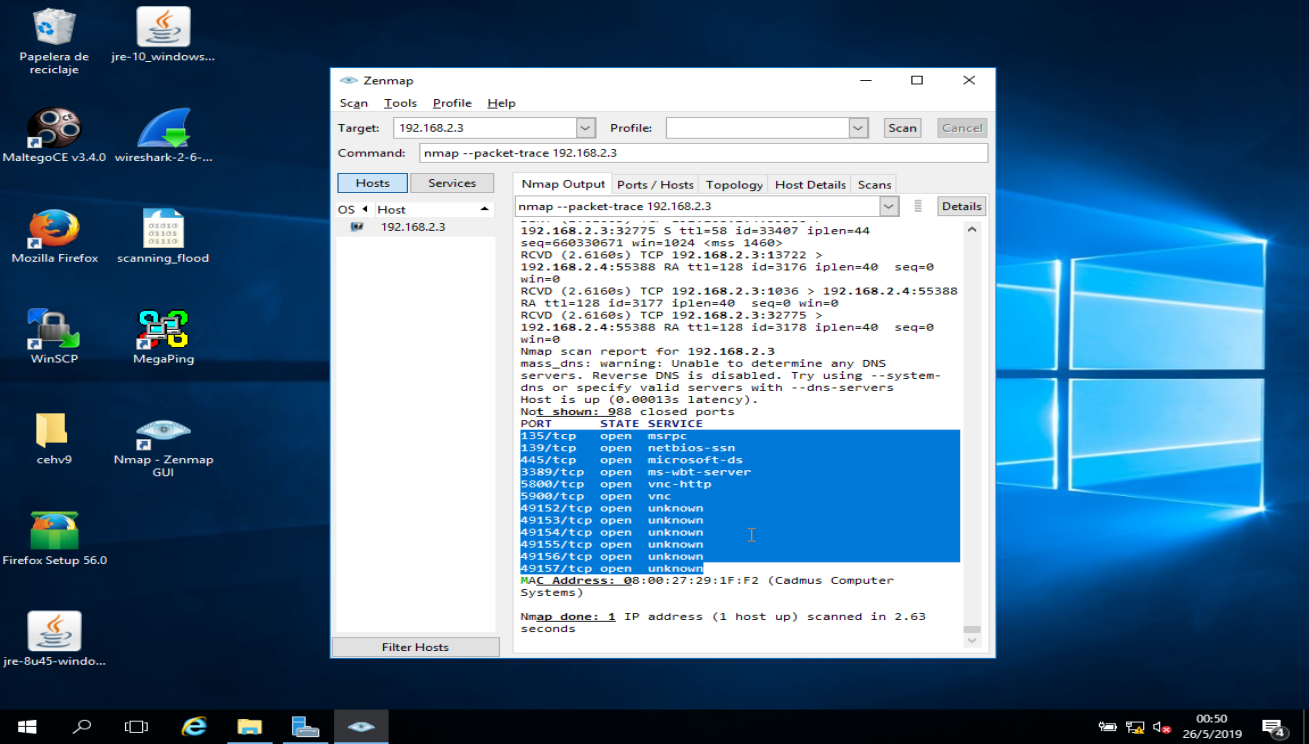 Papelera de
reciclaje
jre-10_windows...
MaltegoCE v3.4.0
wireshark-2-6-...
Mozilla Firefox
scanning_flood
WinSCP
MegaPing
cehv9
Nmap - Zenmap
GUI
Firefox Setup 56.0
jre-8u45-windo...
Zenmap
Scan Tools Profile Help
Target: 192.168.2.3 Profile: Scan Cancel
Command: nmap --packet-trace 192.168.2.3
Hosts Services
OS Host
192.168.2.3
Filter Hosts
Nmap Output Ports / Hosts Topology Host Details Scans
nmap --packet-trace 192.168.2.3 Details
192.168.2.3:32775 S ttl=58 id=33407 iplen=44
seq=660330671 win=1024 <mss 1460>
RCVD (2.6160s) TCP 192.168.2.3:13722 >
192.168.2.4:55388 RA ttl=128 id=3176 iplen=40 seq=0
win=0
RCVD (2.6160s) TCP 192.168.2.3:1036 > 192.168.2.4:55388
RA ttl=128 id=3177 iplen=40 seq=0 win=0
RCVD (2.6160s) TCP 192.168.2.3:32775 >
192.168.2.4:55388 RA ttl=128 id=3178 iplen=40 seq=0
win=0
Nmap scan report for 192.168.2.3
mass_dns: warning: Unable to determine any DNS
servers. Reverse DNS is disabled. Try using --system-
dns or specify valid servers with --dns-servers
Host is up (0.00013s latency).
Not shown: 988 closed ports
PORT STATE SERVICE
135/tcp open msrpc
139/tcp open netbios-ssn
445/tcp open microsoft-ds
3389/tcp open ms-wbt-server
5800/tcp open vnc-http
5900/tcp open vnc
49152/tcp open unknown
49153/tcp open unknown
49154/tcp open unknown
49155/tcp open unknown
49156/tcp open unknown
49157/tcp open unknown
MAC Address: 08:00:27:29:1F:F2 (Cadmus Computer
Systems)
Nmap done: 1 IP address (1 host up) scanned in 2.63
seconds
00:50
26/5/2019
4